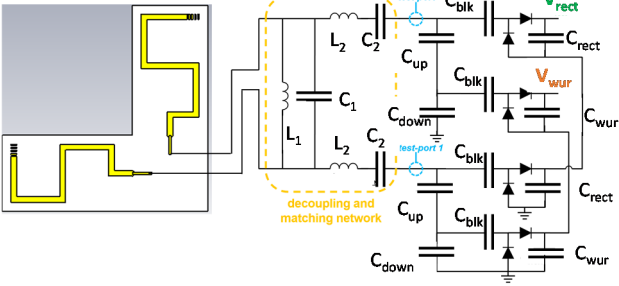 C_blk
V_rect
L_2
C_2
C_up
C_rect
C_blk
V_wur
C_1
C_down
C_wur
L_1
L_2
C_2
test-port 1
C_blk
decoupling and
matching network
C_up
C_blk
C_rect
C_down
C_wur